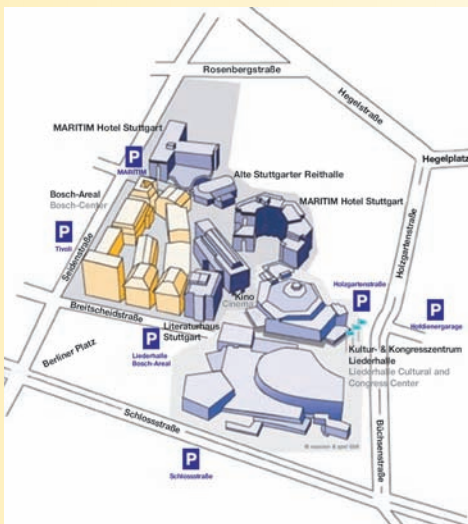 Rosenbergstraße
Hegelstraße
MARITIM Hotel Stuttgart
P
MARITIM
Hegelplatz
Alte Stuttgarter Reithalle
Bosch-Areal
Bosch-Center
MARITIM Hotel Stuttgart
P
Tivoli
Seidenstraße
Holzgartenstraße
Holzgartenstraße
P
Kino
Cinema
Breitscheidstraße
P
Hofdienergarage
Literaturhaus
Stuttgart
P
Liederhalle
Bosch-Areal
Berliner Platz
Kultur- & Kongresszentrum
Liederhalle
Liederhalle Cultural and
Congress Center
Schlossstraße
Büchsenstraße
P
Schlossstraße